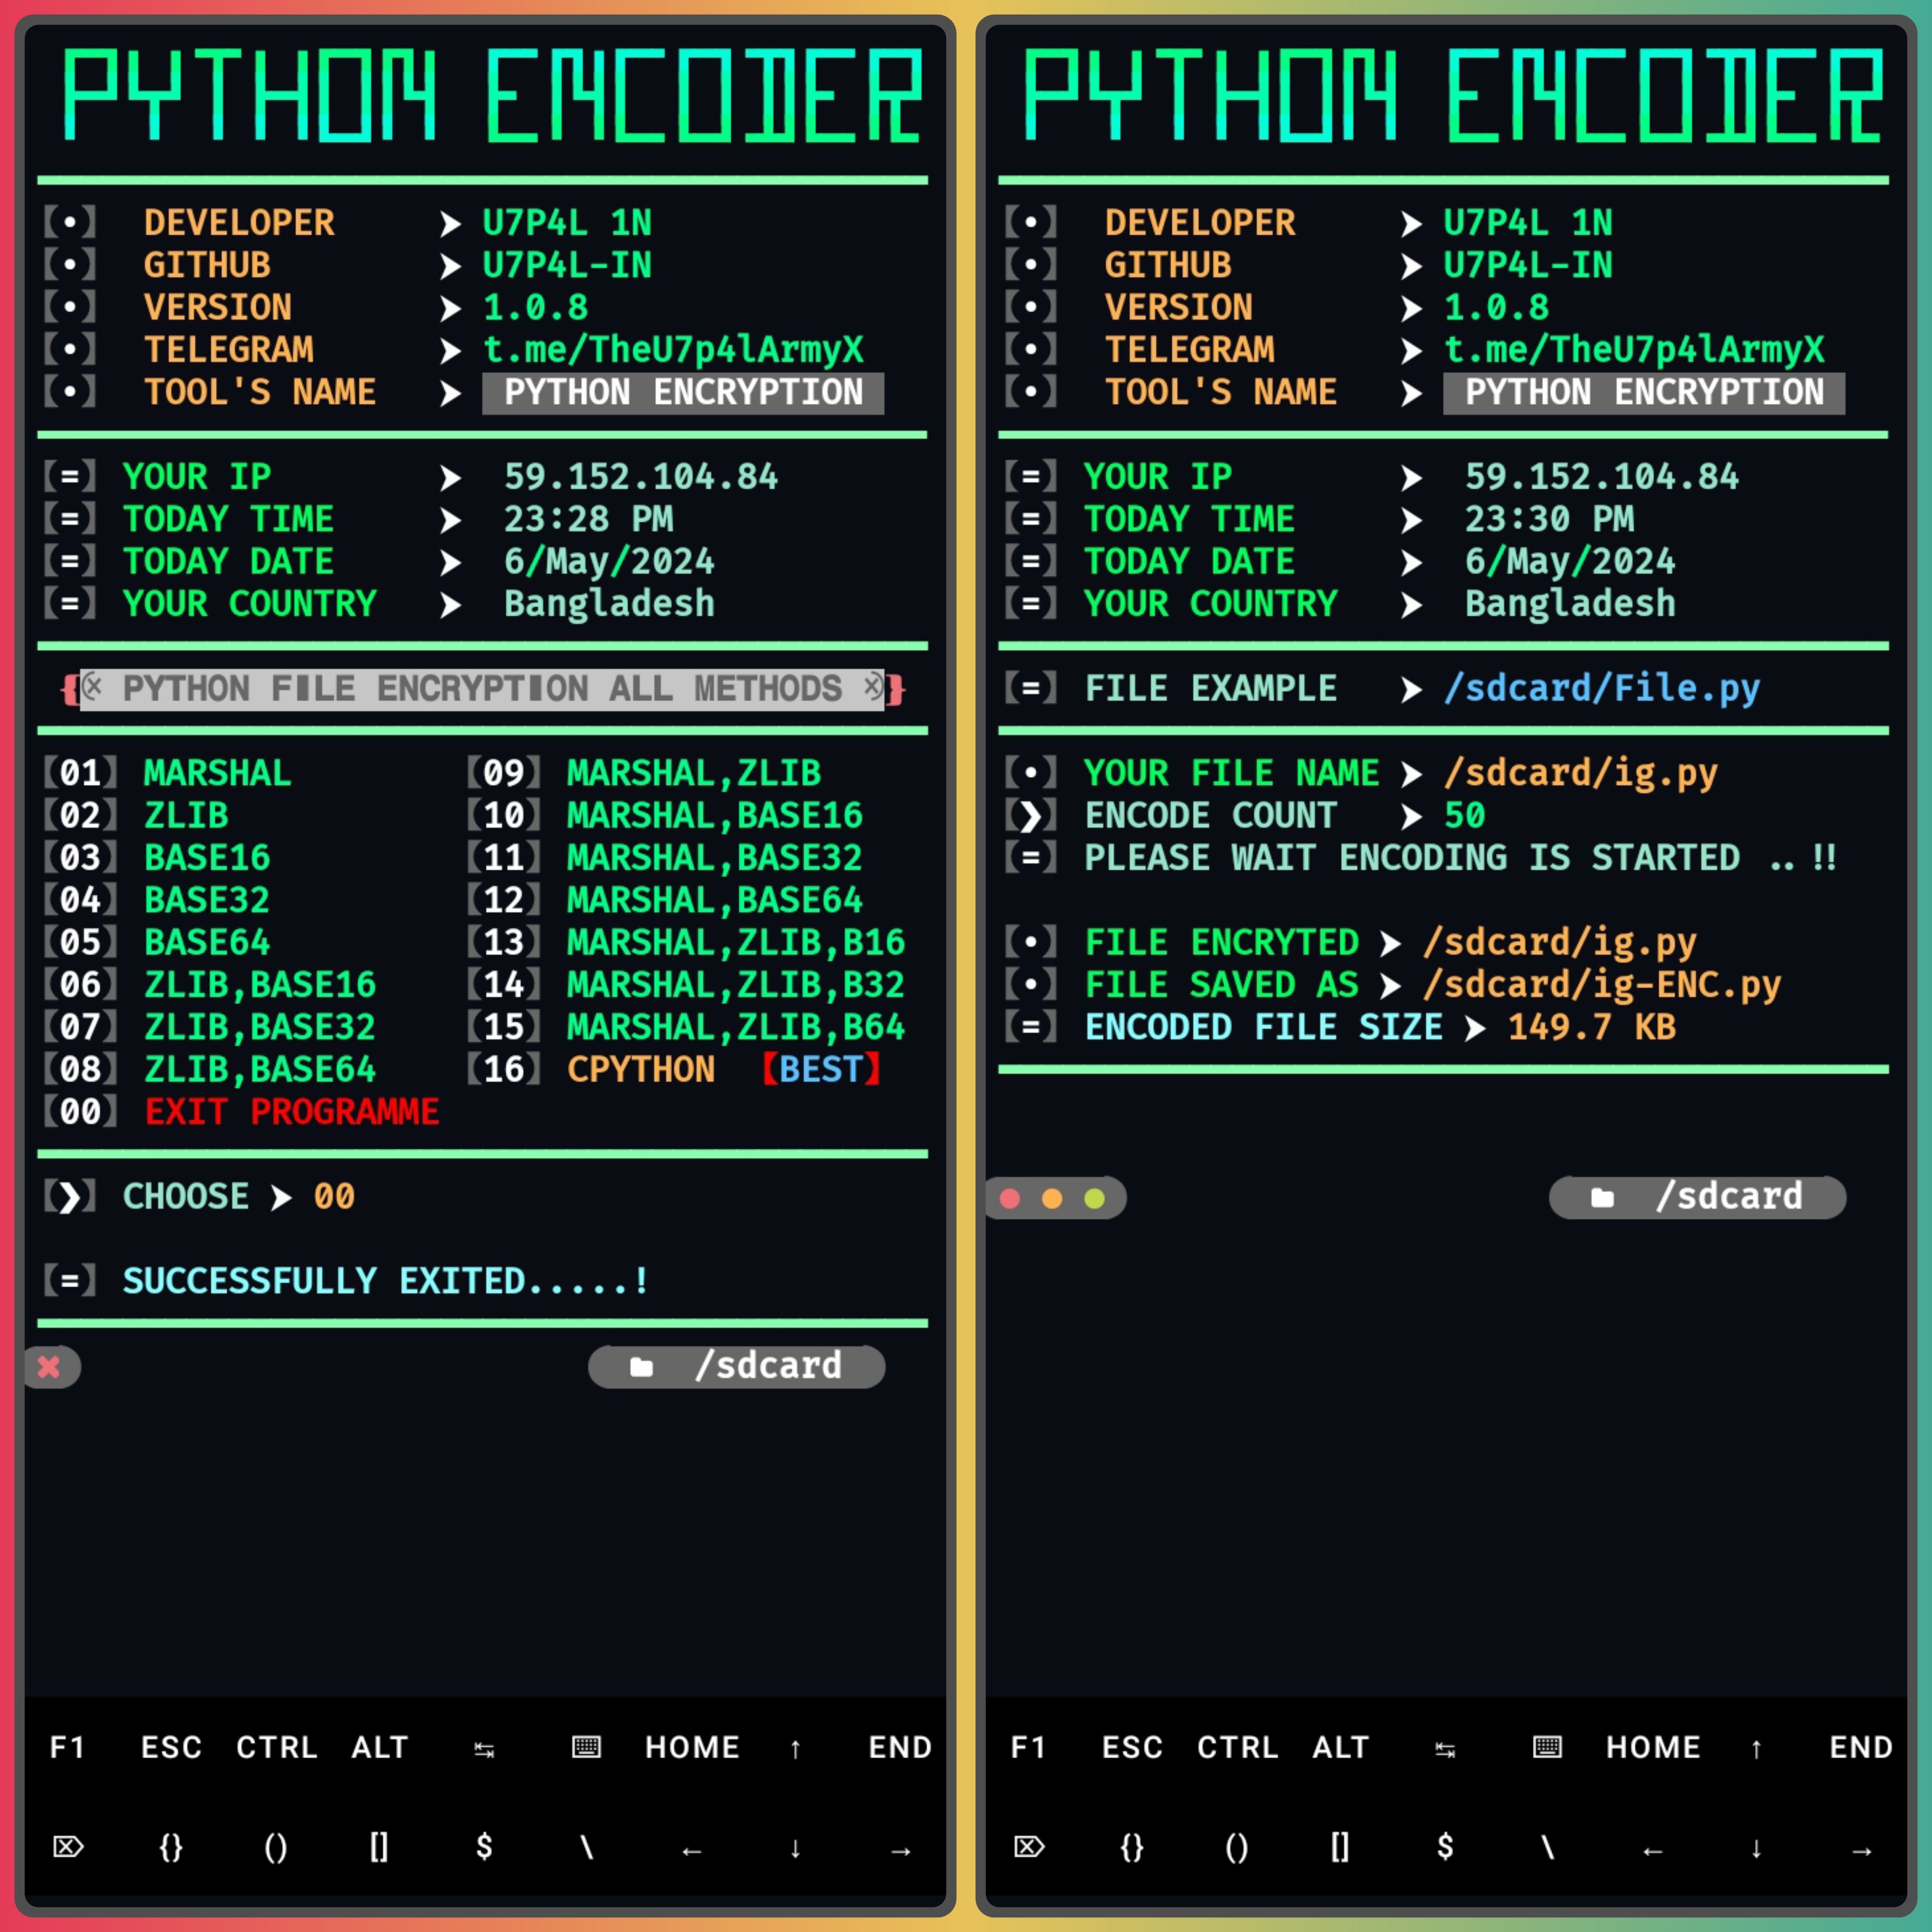 PYTHON ENCODER
[•] DEVELOPER ➤ U7P4L 1N
[•] GITHUB ➤ U7P4L-IN
[•] VERSION ➤ 1.0.8
[•] TELEGRAM ➤ t.me/TheU7p4lArmyX
[•] TOOL'S NAME ➤ PYTHON ENCRYPTION
[=] YOUR IP ➤ 59.152.104.84
[=] TODAY TIME ➤ 23:28 PM
[=] TODAY DATE ➤ 6/May/2024
[=] YOUR COUNTRY ➤ Bangladesh
{(× PYTHON FILE ENCRYPTION ALL METHODS ×)}
[01] MARSHAL [09] MARSHAL,ZLIB
[02] ZLIB [10] MARSHAL,BASE16
[03] BASE16 [11] MARSHAL,BASE32
[04] BASE32 [12] MARSHAL,BASE64
[05] BASE64 [13] MARSHAL,ZLIB,B16
[06] ZLIB,BASE16 [14] MARSHAL,ZLIB,B32
[07] ZLIB,BASE32 [15] MARSHAL,ZLIB,B64
[08] ZLIB,BASE64 [16] CPYTHON 【BEST】
[00] EXIT PROGRAMME
[❯] CHOOSE ➤ 00
[=] SUCCESSFULLY EXITED.....!
✖ /sdcard
F1 ESC CTRL ALT ↹ ⌨ HOME ↑ END
⌦ {} () [] $ \ ← ↓ →
PYTHON ENCODER
[•] DEVELOPER ➤ U7P4L 1N
[•] GITHUB ➤ U7P4L-IN
[•] VERSION ➤ 1.0.8
[•] TELEGRAM ➤ t.me/TheU7p4lArmyX
[•] TOOL'S NAME ➤ PYTHON ENCRYPTION
[=] YOUR IP ➤ 59.152.104.84
[=] TODAY TIME ➤ 23:30 PM
[=] TODAY DATE ➤ 6/May/2024
[=] YOUR COUNTRY ➤ Bangladesh
[=] FILE EXAMPLE ➤ /sdcard/File.py
[•] YOUR FILE NAME ➤ /sdcard/ig.py
[❯] ENCODE COUNT ➤ 50
[=] PLEASE WAIT ENCODING IS STARTED .. !!
[•] FILE ENCRYTED ➤ /sdcard/ig.py
[•] FILE SAVED AS ➤ /sdcard/ig-ENC.py
[=] ENCODED FILE SIZE ➤ 149.7 KB
/sdcard
F1 ESC CTRL ALT ↹ ⌨ HOME ↑ END
⌦ {} () [] $ \ ← ↓ →